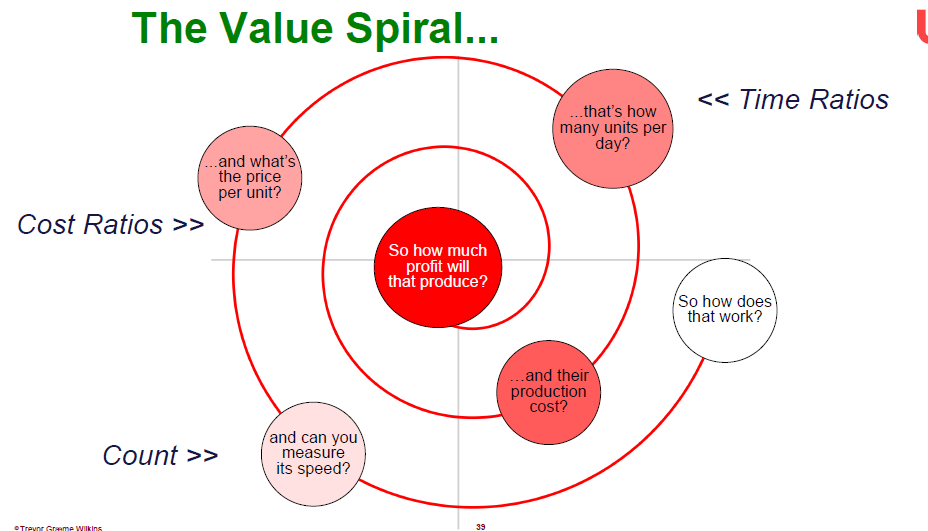 The Value Spiral...
<< Time Ratios
...that's how
many units per
day?
...and what's
the price
per unit?
Cost Ratios >>
So how much
profit will
that produce?
So how does
that work?
...and their
production
cost?
and can you
measure
its speed?
Count >>
© Trevor Graeme Wilkins
39